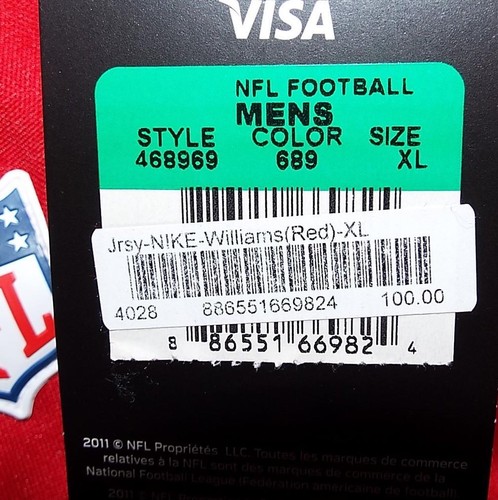 VISA
NFL FOOTBALL
MENS
STYLE COLOR SIZE
468969 689 XL
Jrsy-NIKE-Williams(Red)-XL
4028 886551669824 100.00
8 86551 66982 4
2011 © NFL Propriétés, LLC. Toutes les marques de commerce
relatives à la NFL sont des marques de commerce de la
National Football League (Fédération américaine de football
FL